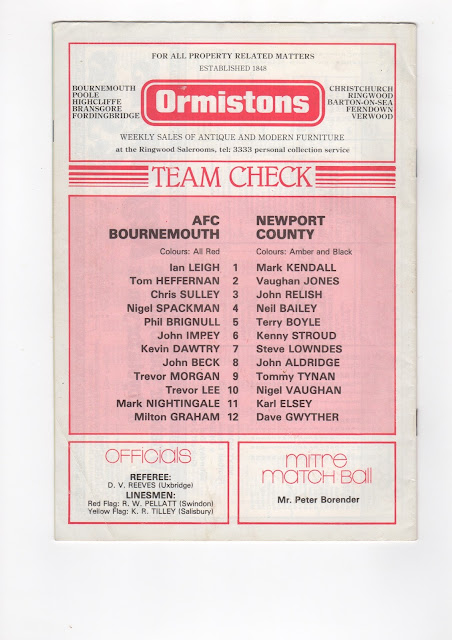 FOR ALL PROPERTY RELATED MATTERS
ESTABLISHED 1848
BOURNEMOUTH
POOLE
HIGHCLIFFE
BRANSGORE
FORDINGBRIDGE
Ormistons
CHRISTCHURCH
RINGWOOD
BARTON-ON-SEA
FERNDOWN
VERWOOD
WEEKLY SALES OF ANTIQUE AND MODERN FURNITURE
at the Ringwood Salerooms, tel: 3333 personal collection service
TEAM CHECK
AFC NEWPORT
BOURNEMOUTH COUNTY
Colours: All Red Colours: Amber and Black
Ian LEIGH 1 Mark KENDALL
Tom HEFFERNAN 2 Vaughan JONES
Chris SULLEY 3 John RELISH
Nigel SPACKMAN 4 Neil BAILEY
Phil BRIGNULL 5 Terry BOYLE
John IMPEY 6 Kenny STROUD
Kevin DAWTRY 7 Steve LOWNDES
John BECK 8 John ALDRIDGE
Trevor MORGAN 9 Tommy TYNAN
Trevor LEE 10 Nigel VAUGHAN
Mark NIGHTINGALE 11 Karl ELSEY
Milton GRAHAM 12 Dave GWYTHER
OFFICIALS
REFEREE:
D. V. REEVES (Uxbridge)
LINESMEN:
Red Flag: R. W. PELLATT (Swindon)
Yellow Flag: K. R. TILLEY (Salisbury)
MITRE
MATCH BALL
Mr. Peter Borender